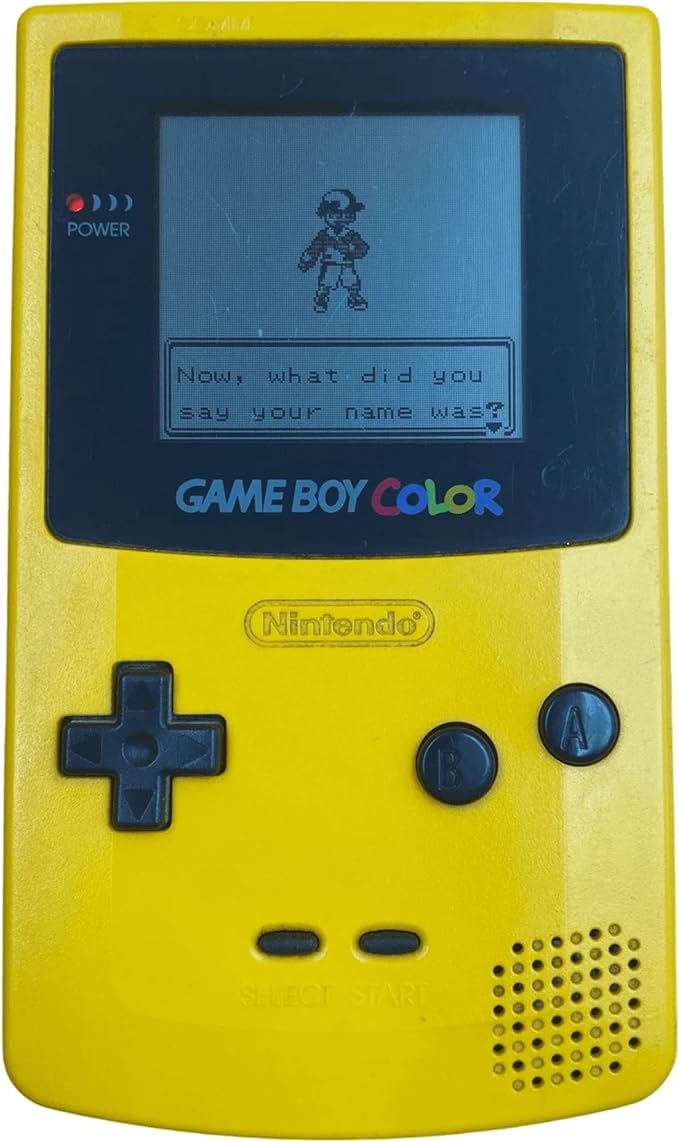 POWER
Now, what did you
say your name was?
GAME BOY COLOR
Nintendo®
A
B
SELECT START